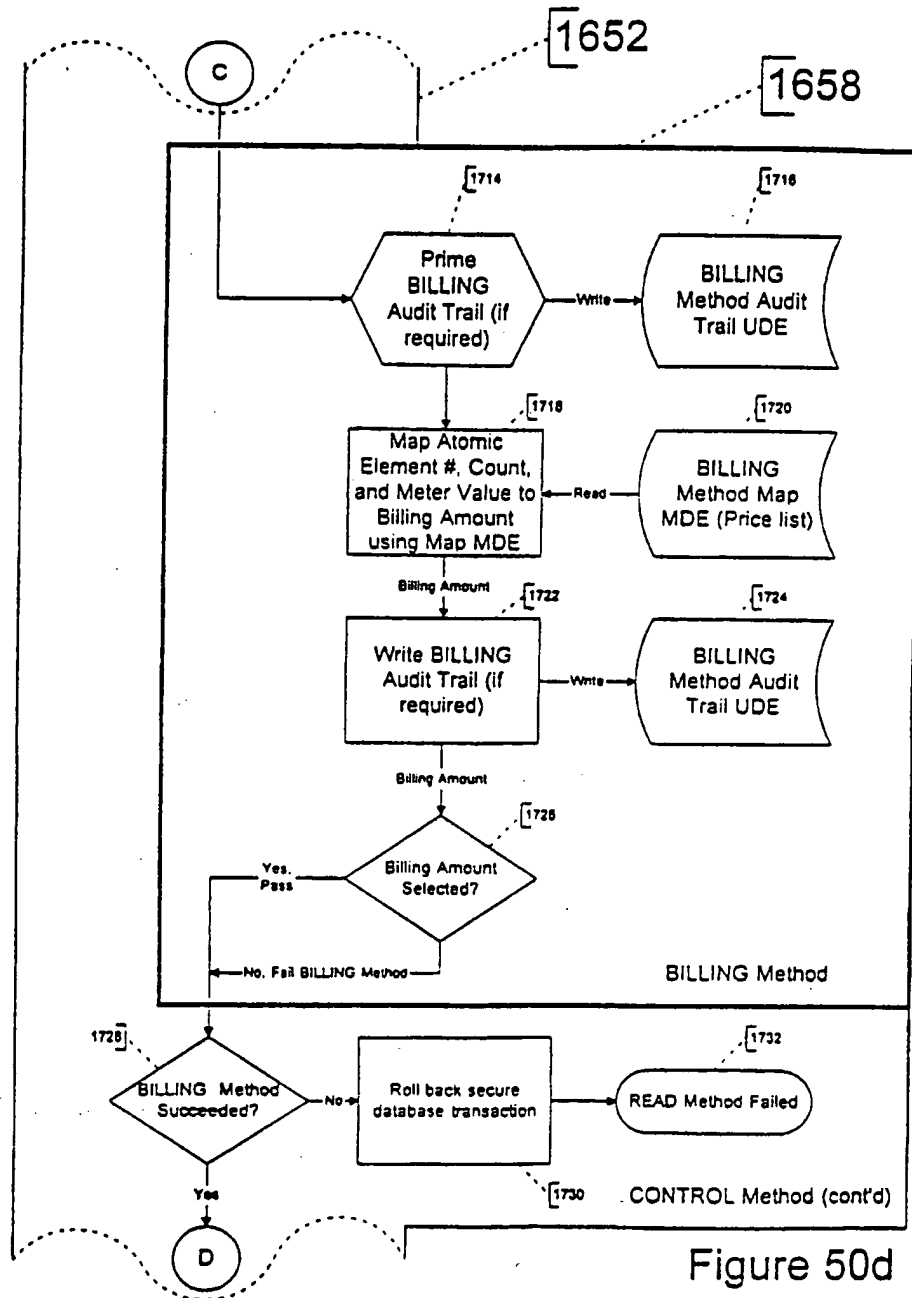 1652
C
1658
1714
1716
Prime
BILLING
Audit Trail (if
required)
Write
BILLING
Method Audit
Trail UDE
1718
1720
Map Atomic
Element #, Count,
and Meter Value to
Billing Amount
using Map MDE
Read
BILLING
Method Map
MDE (Price list)
Billing Amount
1722
1724
Write BILLING
Audit Trail (if
required)
Write
BILLING
Method Audit
Trail UDE
Billing Amount
1726
Yes,
Pass
Billing Amount
Selected?
No, Fail BILLING Method
BILLING Method
1728
1732
BILLING Method
Succeeded?
No
Roll back secure
database transaction
READ Method Failed
Yes
1730
CONTROL Method (cont'd)
D
Figure 50d